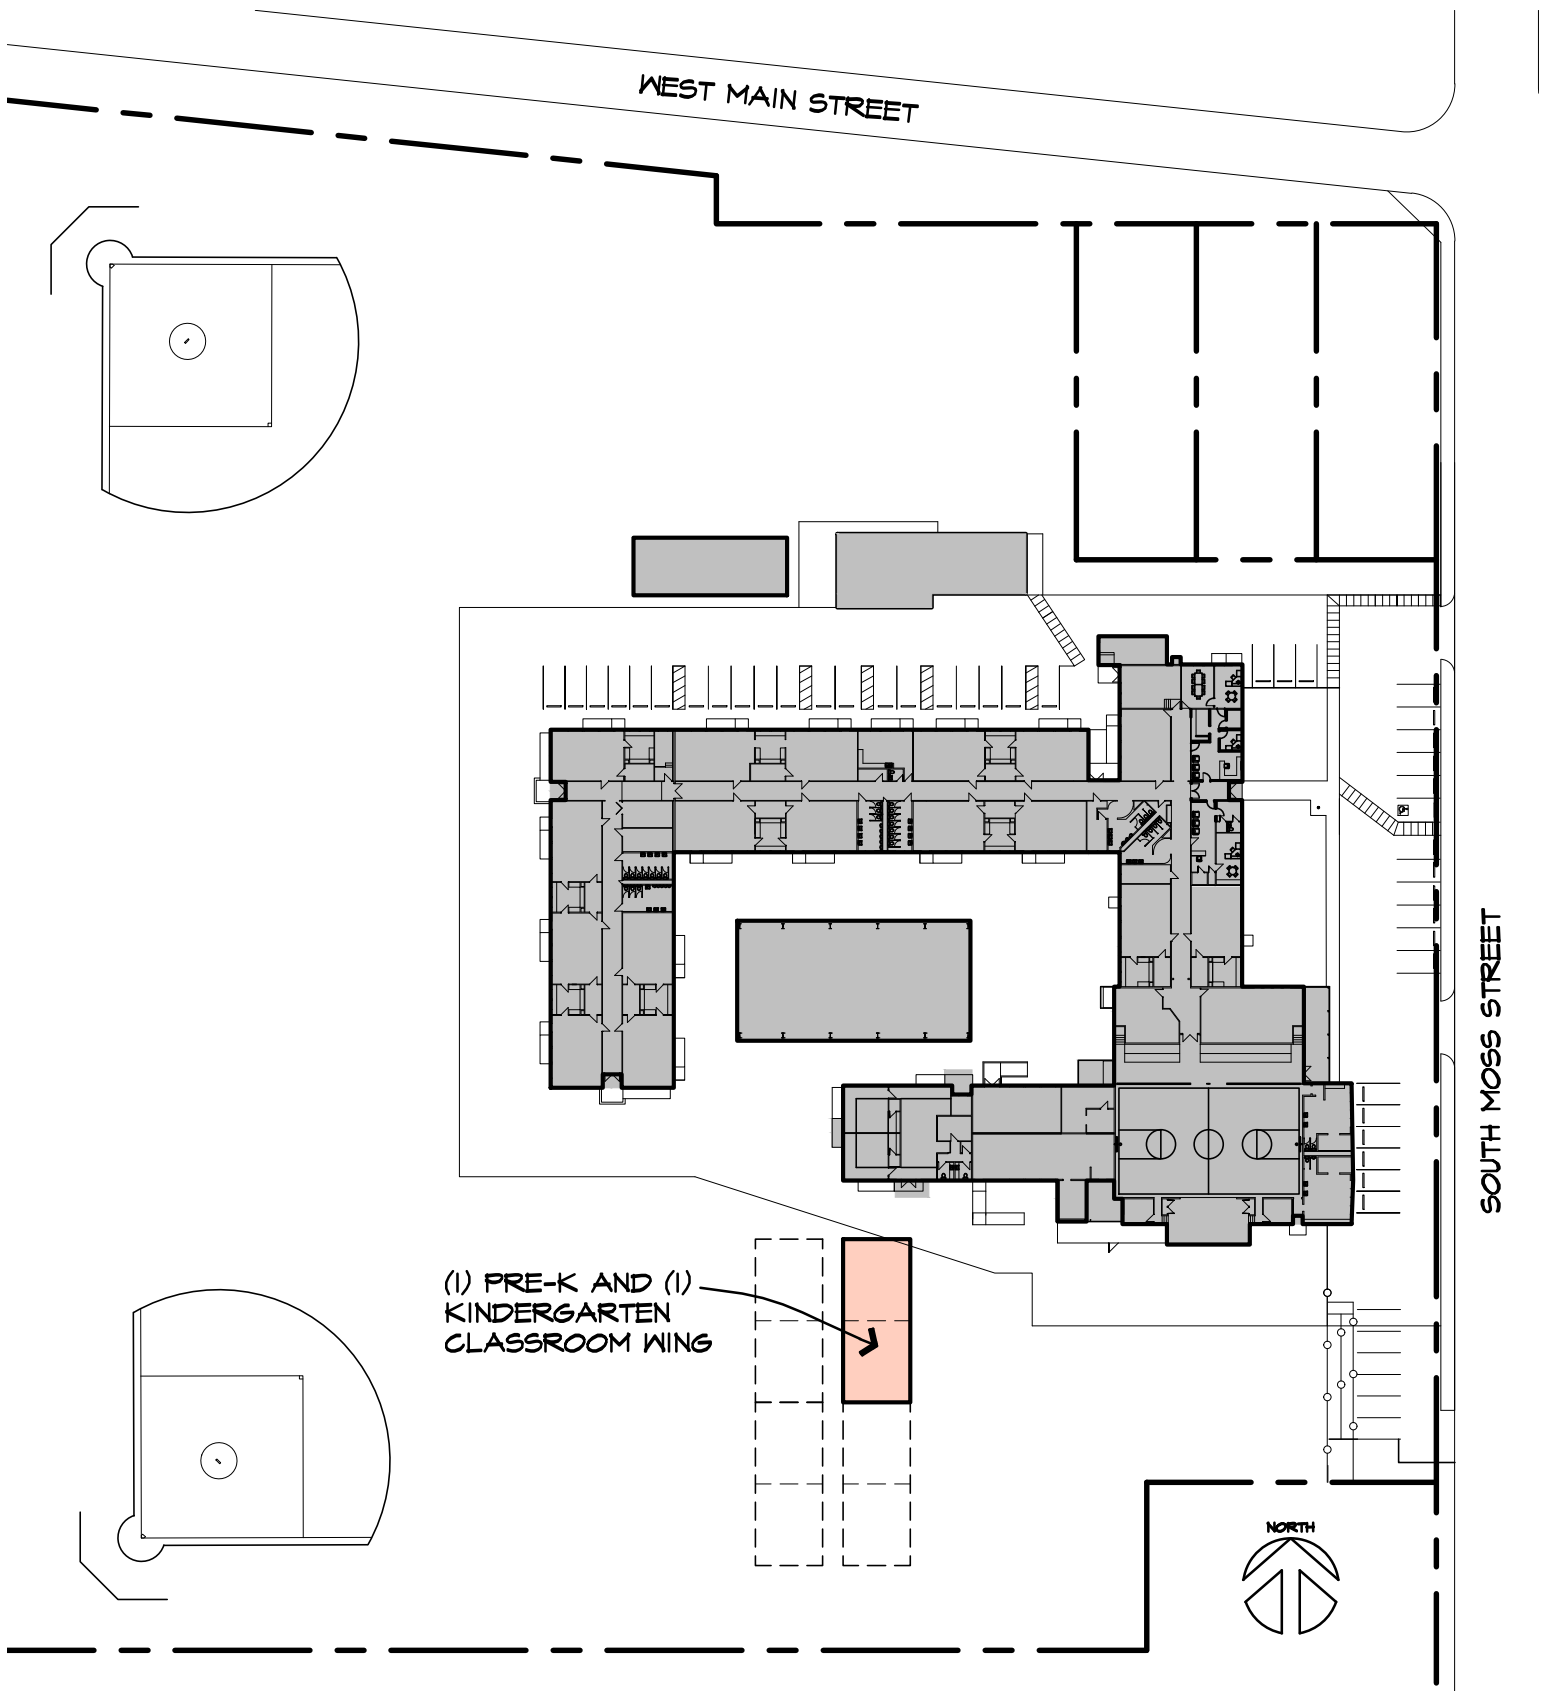 WEST MAIN STREET
SOUTH MOSS STREET
(1) PRE-K AND (1)
KINDERGARTEN
CLASSROOM WING
NORTH